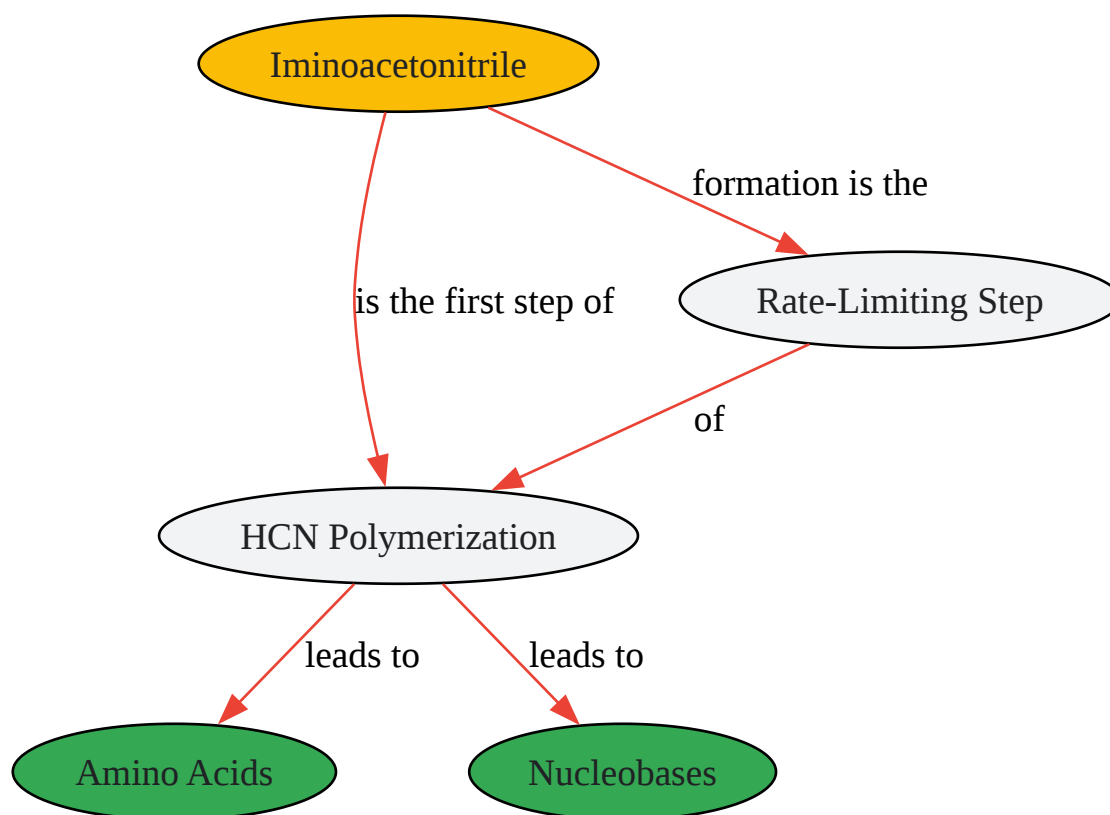 Iminoacetonitrile
formation is the
is the first step of
Rate-Limiting Step
of
HCN Polymerization
leads to
leads to
Amino Acids
Nucleobases